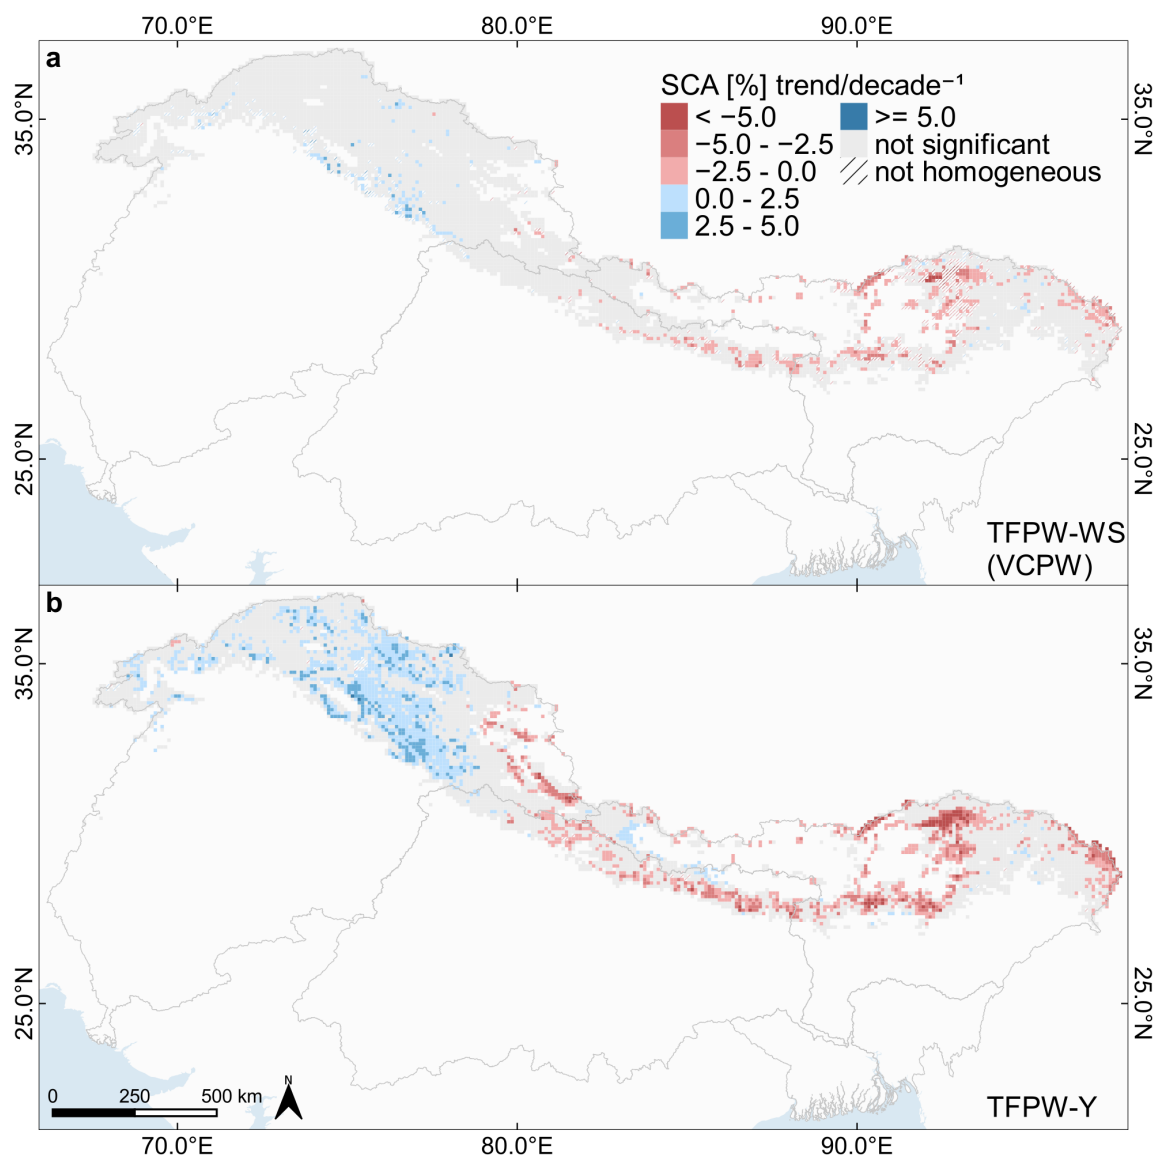 70.0°E 80.0°E 90.0°E
a
SCA [%] trend/decade⁻¹
< −5.0
−5.0 - −2.5
−2.5 - 0.0
0.0 - 2.5
2.5 - 5.0
>= 5.0
not significant
not homogeneous
35.0°N
35.0°N
25.0°N
25.0°N
TFPW-WS
(VCPW)
b
35.0°N
35.0°N
25.0°N
25.0°N
0 250 500 km
N
TFPW-Y
70.0°E 80.0°E 90.0°E